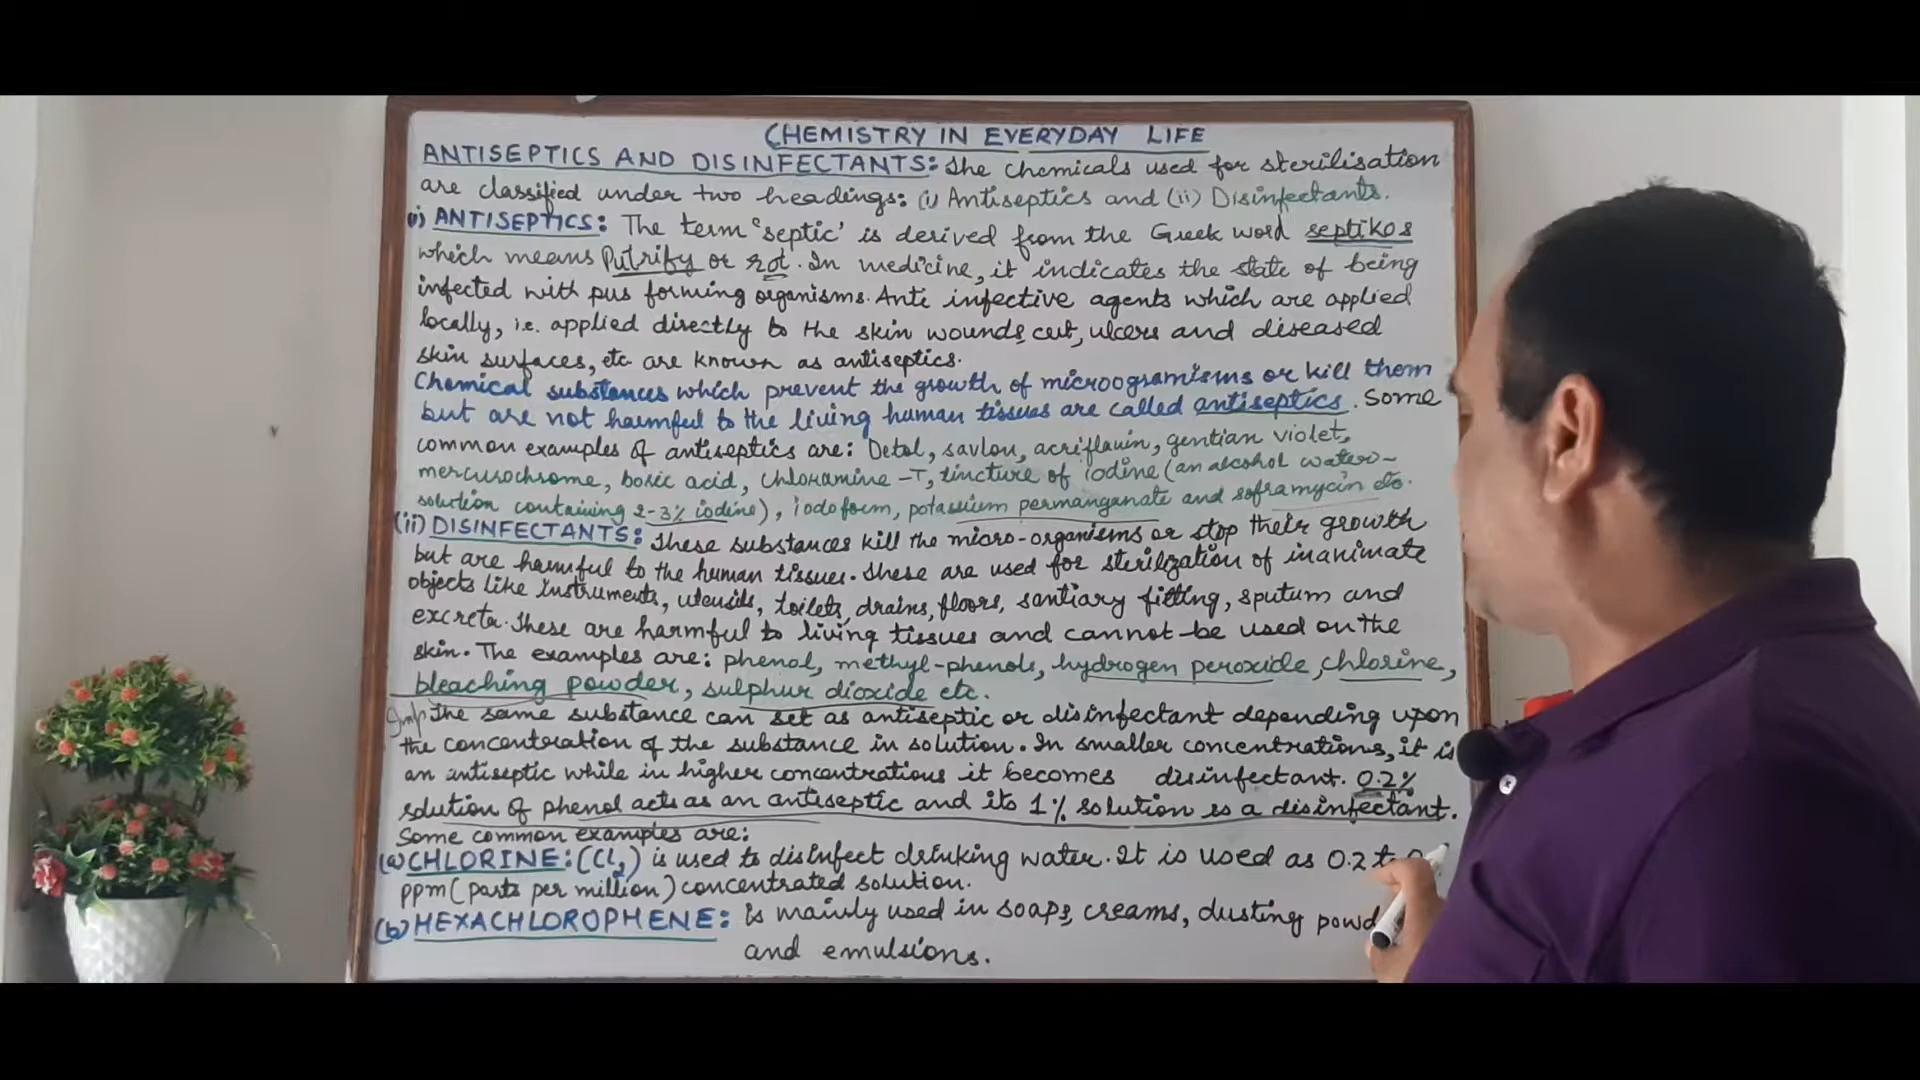 CHEMISTRY IN EVERYDAY LIFE
ANTISEPTICS AND DISINFECTANTS: The chemicals used for sterilisation
are classified under two headings: (i) Antiseptics and (ii) Disinfectants.
(i) ANTISEPTICS: The term 'septic' is derived from the Greek word septikos
which means Putrify or rot. In medicine, it indicates the state of being
infected with pus forming organisms. Anti infective agents which are applied
locally, i.e. applied directly to the skin wounds, cut, ulcers and diseased
skin surfaces, etc are known as antiseptics.
Chemical substances which prevent the growth of microogramisms or kill them
but are not harmful to the living human tissues are called antiseptics. Some
common examples of antiseptics are: Detol, savlon, acriflavin, gentian violet,
mercurochrome, boric acid, chloramine-T, tincture of iodine (an alcohol water-
solution containing 2-3% iodine), iodoform, potassium permanganate and soframycin etc.
(ii) DISINFECTANTS: These substances kill the micro-organisms or stop their growth
but are harmful to the human tissues. These are used for sterilization of inanimate
objects like instruments, utensils, toilets, drains, floors, santiary fitting, sputum and
excreta. These are harmful to living tissues and cannot be used on the
skin. The examples are: phenol, methyl-phenols, hydrogen peroxide, chlorine,
bleaching powder, sulphur dioxide etc.
Imp The same substance can set as antiseptic or disinfectant depending upon
the concentration of the substance in solution. In smaller concentrations, it is
an antiseptic while in higher concentrations it becomes disinfectant. 0.2%
solution of phenol acts as an antiseptic and its 1% solution is a disinfectant.
Some common examples are:
(a) CHLORINE: (Cl2) is used to disinfect drinking water. It is used as 0.2 to
ppm (parts per million) concentrated solution.
(b) HEXACHLOROPHENE: Is mainly used in soaps, creams, dusting powd
and emulsions.